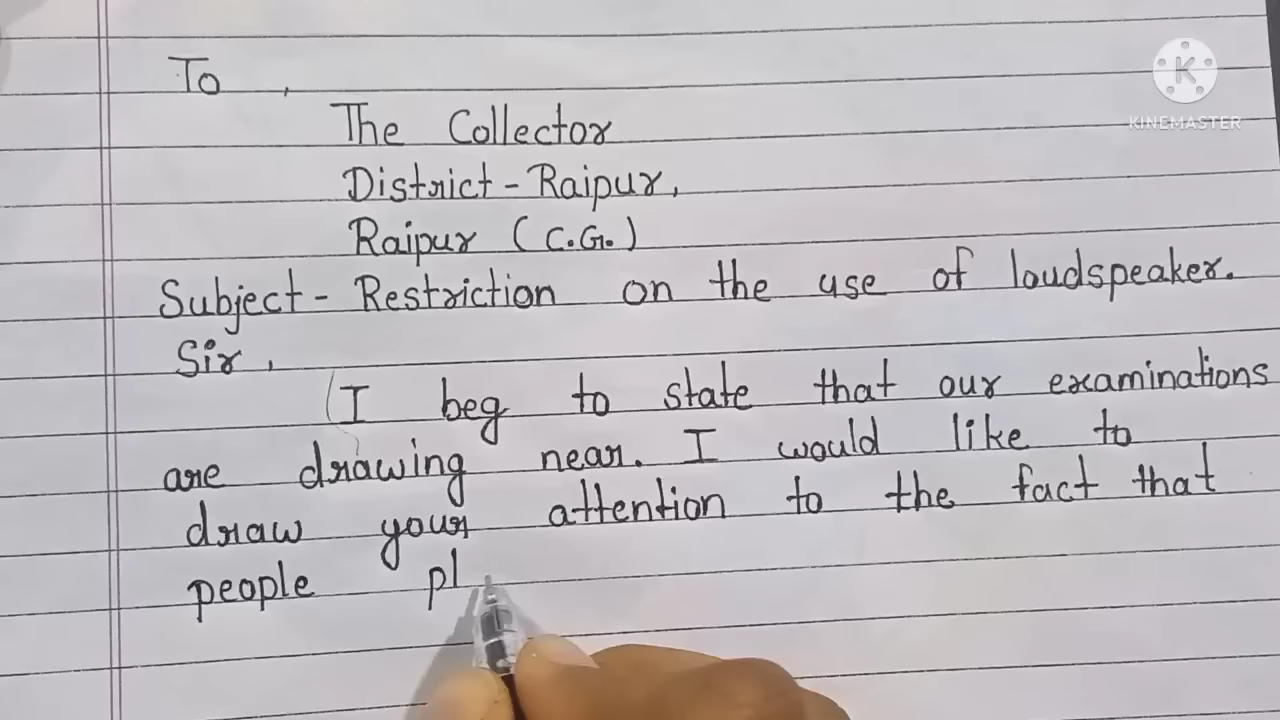 To ,
The Collector
District - Raipur,
Raipur (C.G.)
Subject - Restriction on the use of loudspeaker.
Sir ,
I beg to state that our examinations
are drawing near. I would like to
draw your attention to the fact that
people pl
K
KINEMASTER